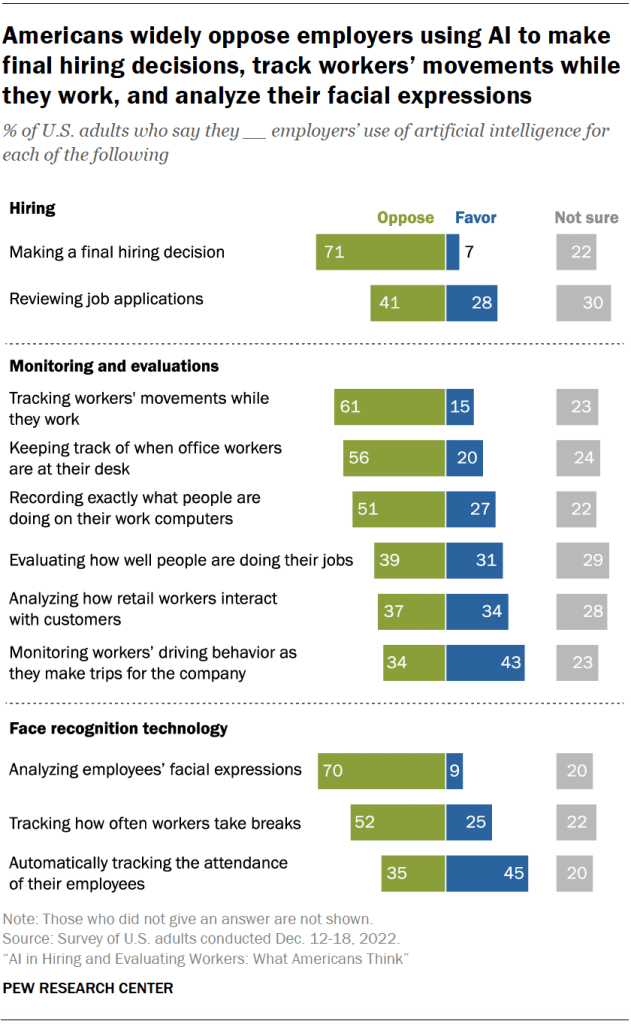 Americans widely oppose employers using AI to make
final hiring decisions, track workers’ movements while
they work, and analyze their facial expressions
% of U.S. adults who say they __ employers’ use of artificial intelligence for
each of the following
Hiring
Oppose Favor Not sure
Making a final hiring decision 71 7 22
Reviewing job applications 41 28 30
Monitoring and evaluations
Tracking workers' movements while
they work 61 15 23
Keeping track of when office workers
are at their desk 56 20 24
Recording exactly what people are
doing on their work computers 51 27 22
Evaluating how well people are doing their jobs 39 31 29
Analyzing how retail workers interact
with customers 37 34 28
Monitoring workers’ driving behavior as
they make trips for the company 34 43 23
Face recognition technology
Analyzing employees’ facial expressions 70 9 20
Tracking how often workers take breaks 52 25 22
Automatically tracking the attendance
of their employees 35 45 20
Note: Those who did not give an answer are not shown.
Source: Survey of U.S. adults conducted Dec. 12-18, 2022.
“AI in Hiring and Evaluating Workers: What Americans Think”
PEW RESEARCH CENTER